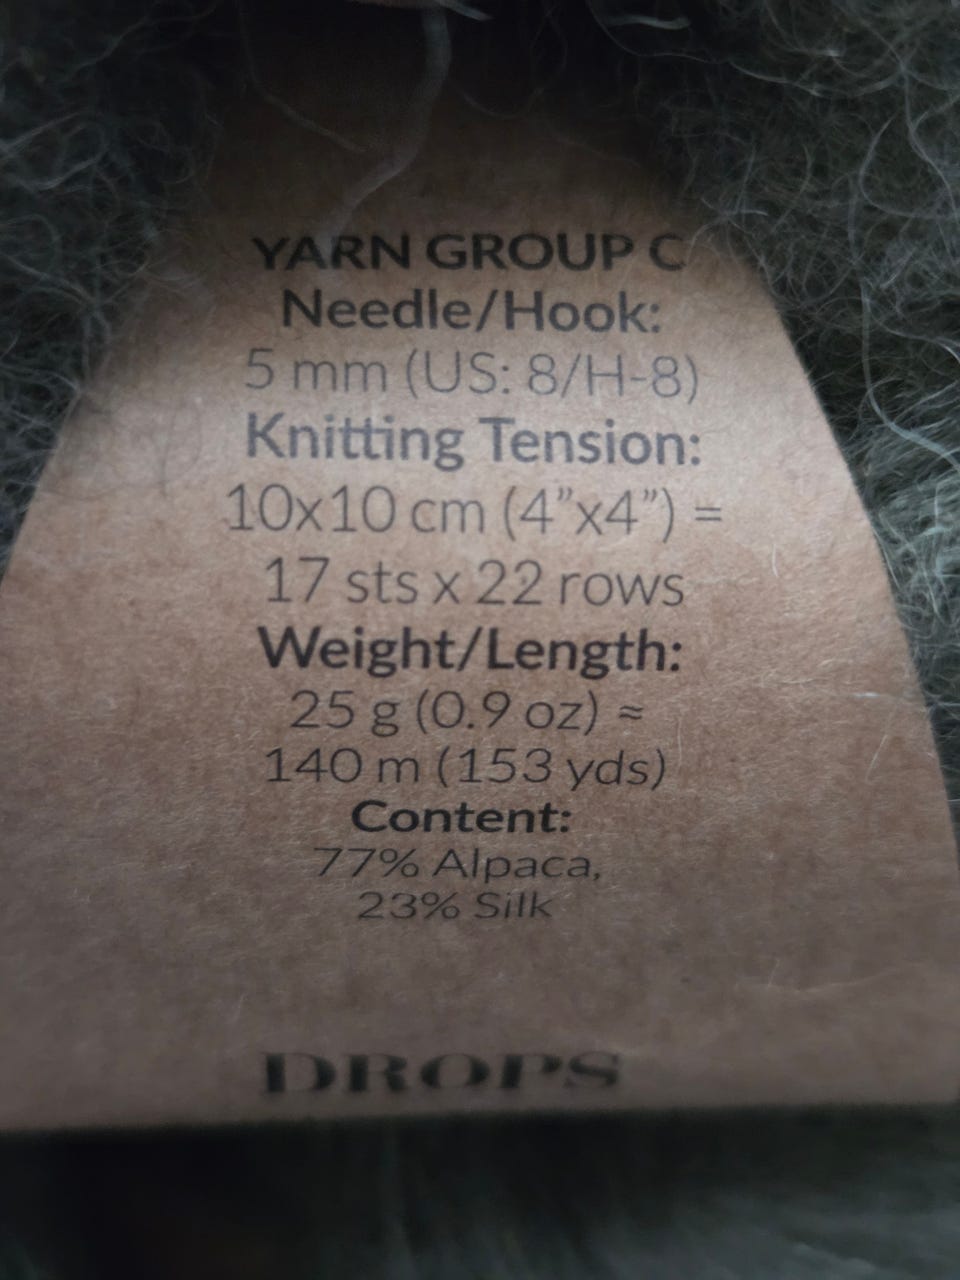 YARN GROUP C
Needle/Hook:
5 mm (US: 8/H-8)
Knitting Tension:
10x10 cm (4”x4”) =
17 sts x 22 rows
Weight/Length:
25 g (0.9 oz) ≈
140 m (153 yds)
Content:
77% Alpaca,
23% Silk
DROPS